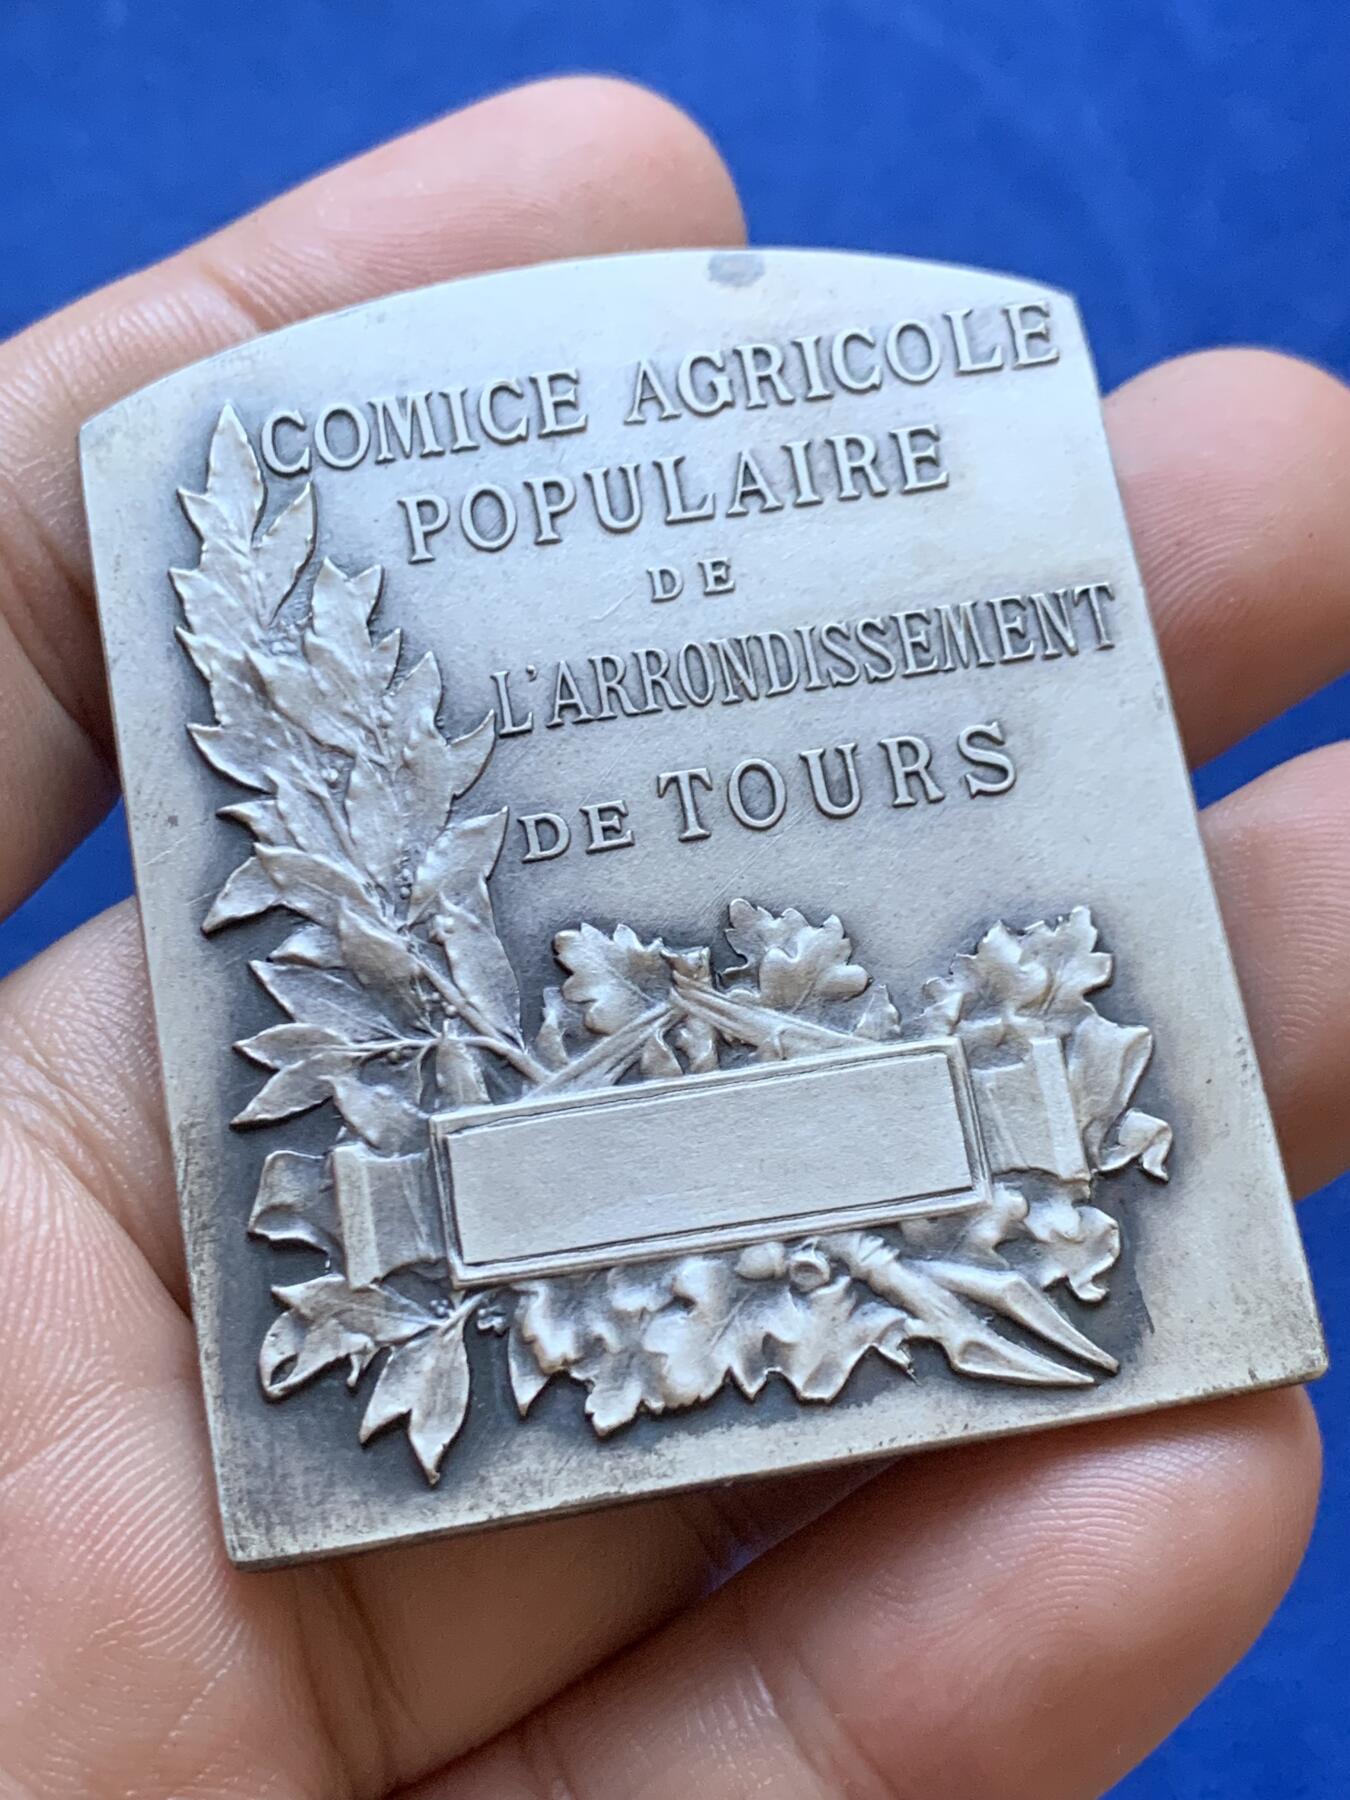 COMICE AGRICOLE
POPULAIRE
DE
L'ARRONDISSEMENT
DE TOURS